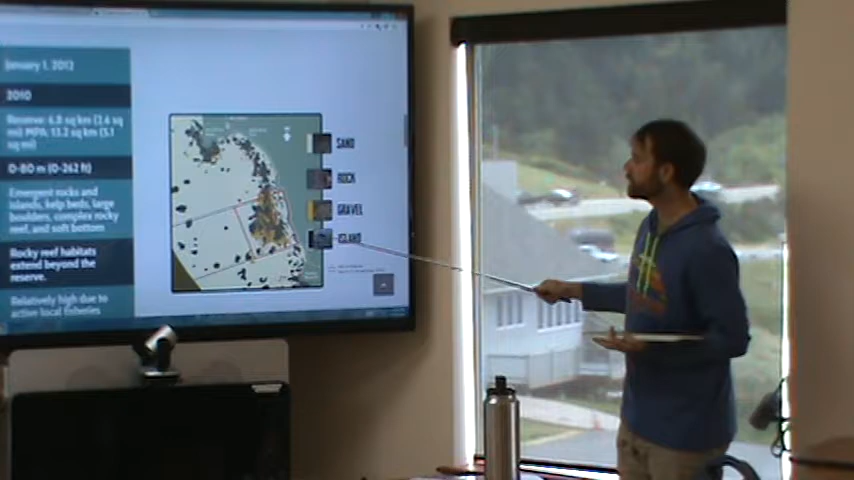 January 1, 2012
2010
Reserve: 6.8 sq km (2.6 sq
mi) MPA: 13.2 sq km (5.1
sq mi)
0-80 m (0-262 ft)
Emergent rocks and
islands, kelp beds, large
boulders, complex rocky
reef, and soft bottom
Rocky reef habitats
extend beyond the
reserve.
Relatively high due to
active local fisheries
SAND
ROCK
GRAVEL
ISLAND